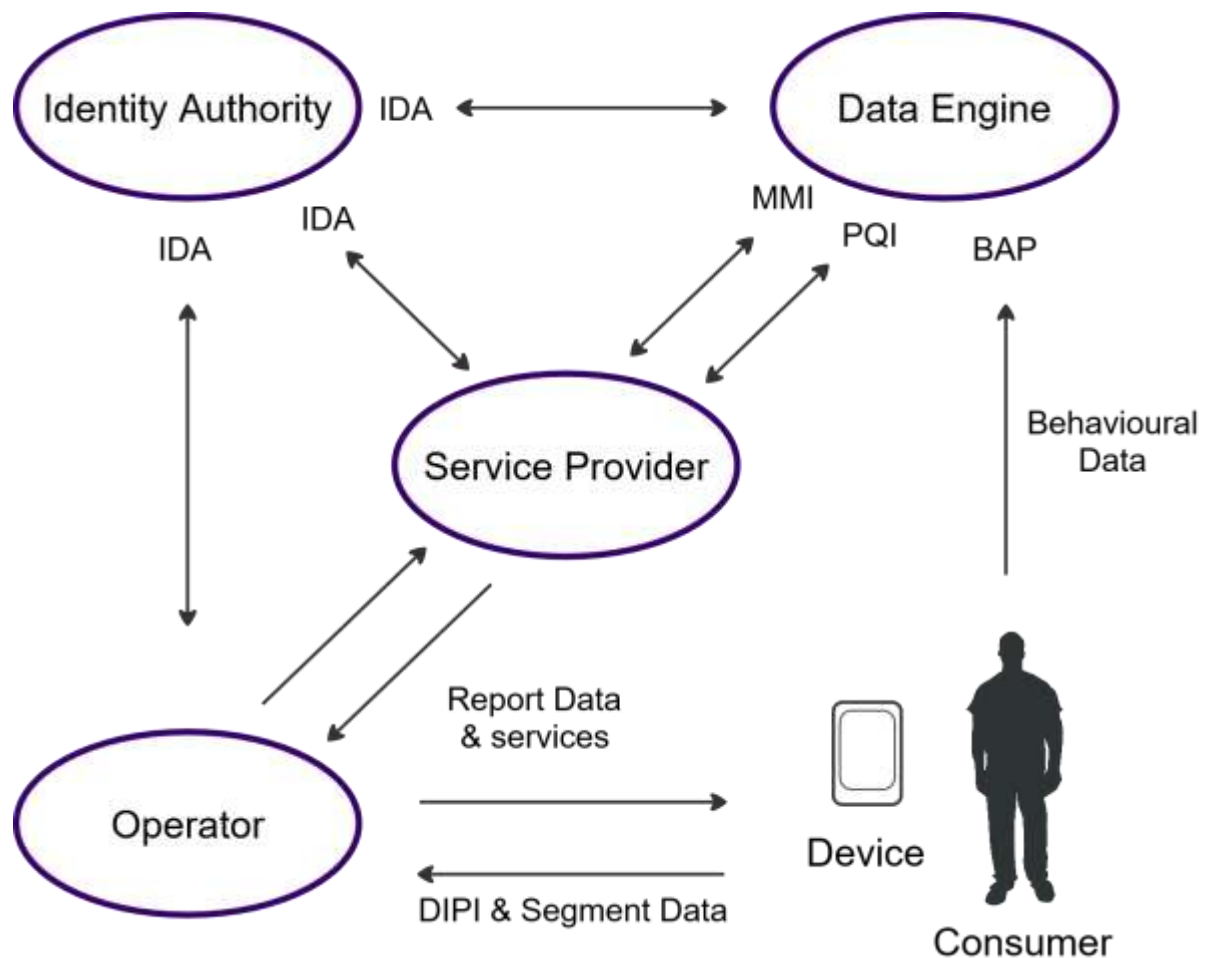 Identity Authority
IDA
Data Engine
IDA
IDA
MMI
PQI
BAP
Behavioural
Data
Service Provider
Report Data
& services
Operator
Device
DIPI & Segment Data
Consumer